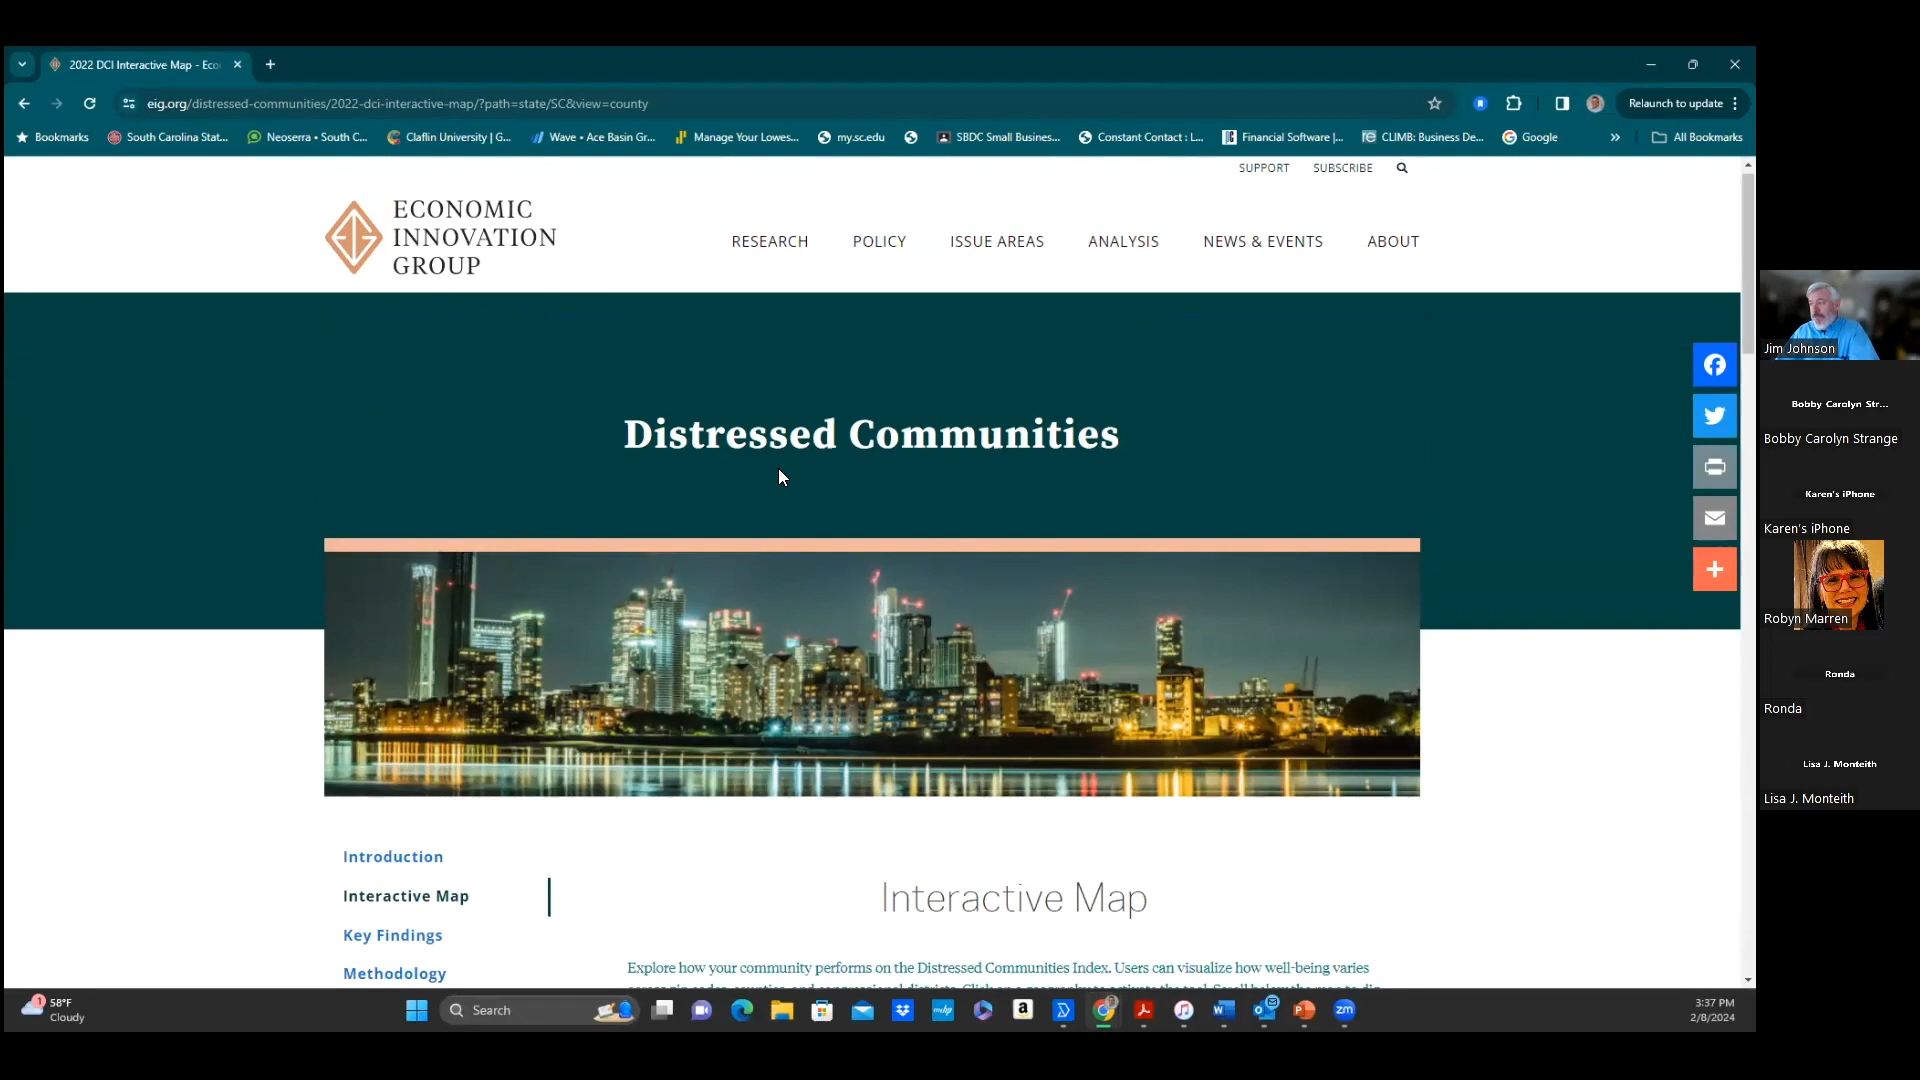 2022 DCI Interactive Map - Eco
eig.org/distressed-communities/2022-dci-interactive-map/?path=state/SC&view=county
Relaunch to update
Bookmarks
South Carolina Stat...
Neoserra • South C...
Claflin University | G...
Wave • Ace Basin Gr...
Manage Your Lowes...
my.sc.edu
SBDC Small Busines...
Constant Contact : L...
Financial Software |...
CLIMB: Business De...
Google
»
All Bookmarks
SUPPORT SUBSCRIBE
ECONOMIC
INNOVATION
GROUP
RESEARCH POLICY ISSUE AREAS ANALYSIS NEWS & EVENTS ABOUT
Distressed Communities
Introduction
Interactive Map
Key Findings
Methodology
Interactive Map
Explore how your community performs on the Distressed Communities Index. Users can visualize how well-being varies
Jim Johnson
Bobby Carolyn Str...
Bobby Carolyn Strange
Karen's iPhone
Karen's iPhone
Robyn Marren
Ronda
Ronda
Lisa J. Monteith
Lisa J. Monteith
1
58°F
Cloudy
Search
a
zm
3:37 PM
2/8/2024